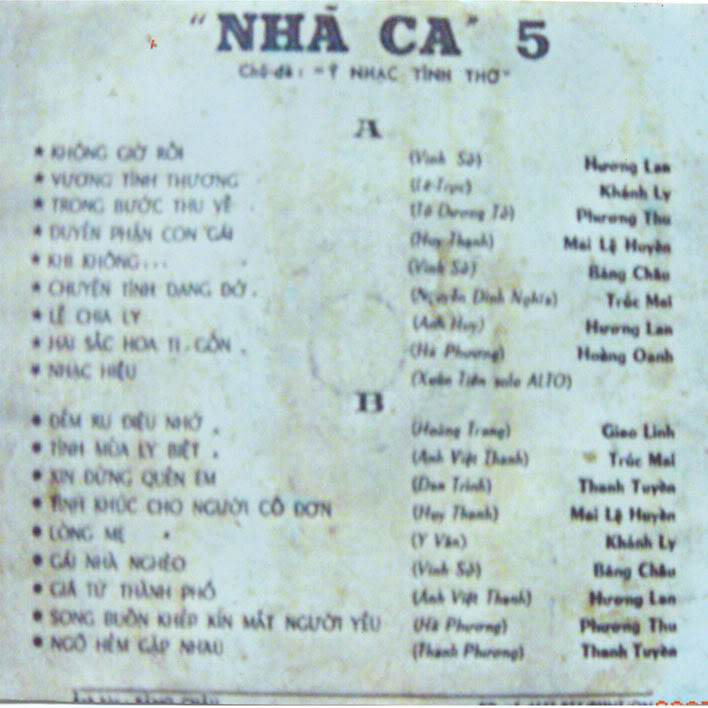 "NHÃ CA" 5
Chủ-đề : "Ý NHẠC TÌNH THƠ"
A
★ KHÔNG GIỜ RỒI (Vinh Sử) Hương Lan
★ VƯƠNG TÌNH THƯƠNG (Lê-Trực) Khánh Ly
★ TRONG BƯỚC THU VỀ (Tô Dương Tử) Phương Thu
★ DUYÊN PHẬN CON GÁI (Huy Thanh) Mai Lệ Huyền
★ KHI KHÔNG... (Vinh Sử) Băng Châu
★ CHUYỆN TÌNH DANG DỞ. (Nguyễn Đình Nghĩa) Trúc Mai
★ LỄ CHIA LY (Anh Huy) Hương Lan
★ HAI SẮC HOA TI-GÔN. (Hà Phương) Hoàng Oanh
★ NHẠC HIỆU (Xuân Tiên solo ALTO)
B
★ ĐẾM RU ĐIỆU NHỚ. (Hoàng Trang) Giao Linh
★ TÌNH MÙA LY BIỆT. (Anh Việt Thanh) Trúc Mai
★ XIN ĐỪNG QUÊN EM (Đan Trinh) Thanh Tuyền
★ TÌNH KHÚC CHO NGƯỜI CÔ ĐƠN (Huy Thanh) Mai Lệ Huyền
★ LÒNG MẸ. (Y Vân) Khánh Ly
★ GÁI NHÀ NGHÈO (Vinh Sử) Băng Châu
★ GIÃ TỪ THÀNH PHỐ (Anh Việt Thanh) Hương Lan
★ SONG BUỒN KHÉP KÍN MẮT NGƯỜI YÊU (Hà Phương) Phương Thu
★ NGÕ HẺM GẶP NHAU (Thanh Phương) Thanh Tuyền